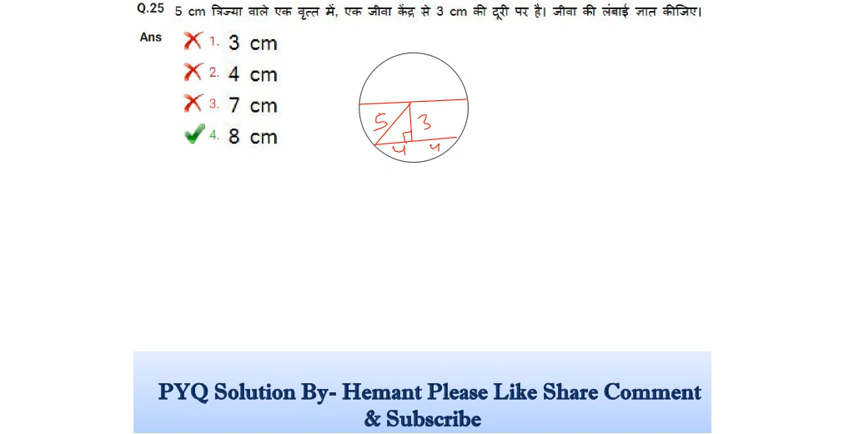 Q.25 5 cm त्रिज्या वाले एक वृत्त में, एक जीवा केंद्र से 3 cm की दूरी पर है। जीवा की लंबाई ज्ञात कीजिए।
Ans 1. 3 cm
2. 4 cm
3. 7 cm
4. 8 cm
5 3
4 4
PYQ Solution By- Hemant Please Like Share Comment
& Subscribe